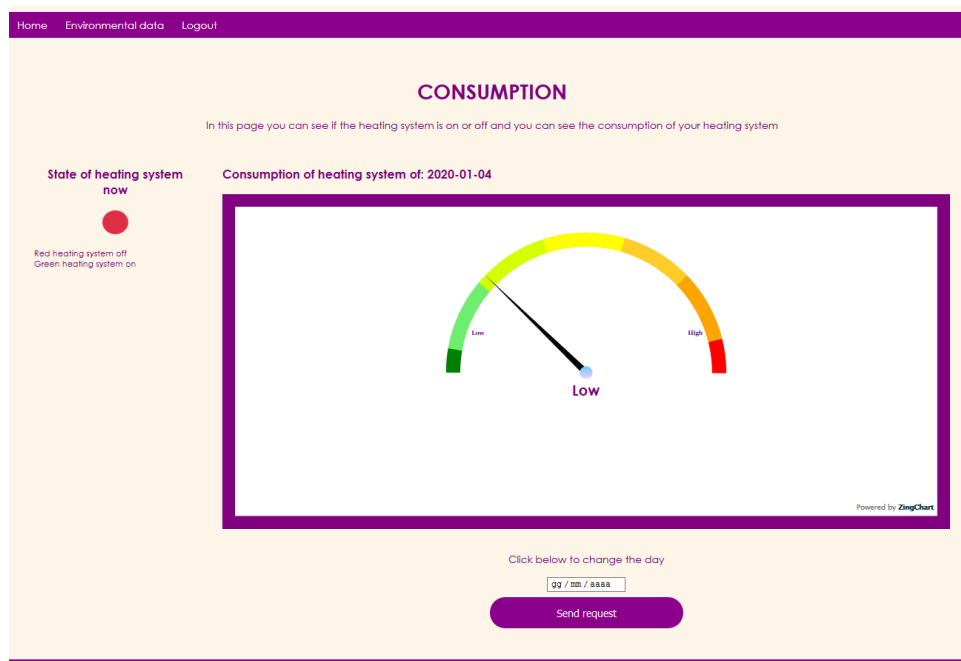 Home Environmental data Logout
CONSUMPTION
In this page you can see if the heating system is on or off and you can see the consumption of your heating system
State of heating system
now
Red heating system off
Green heating system on
Consumption of heating system of: 2020-01-04
Low
High
Low
Powered by ZingChart
Click below to change the day
gg/mm/aaaa
Send request